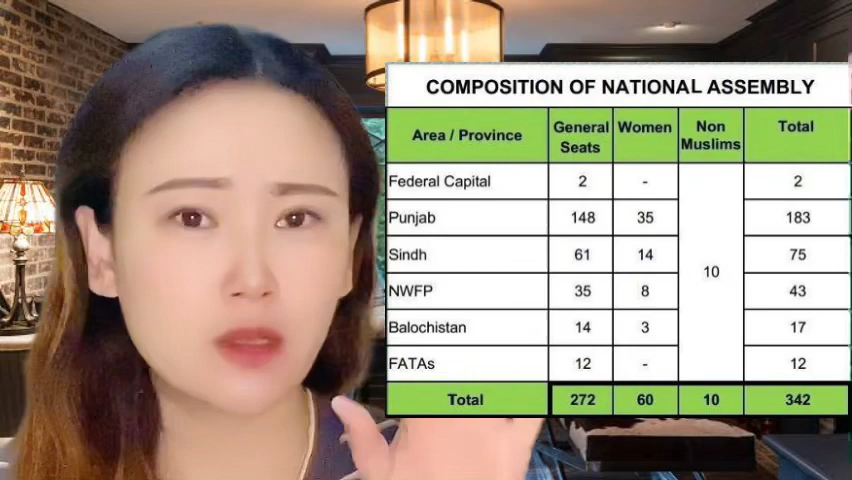 COMPOSITION OF NATIONAL ASSEMBLY
Area / Province General Seats Women Non Muslims Total
Federal Capital 2 - 2
Punjab 148 35 183
Sindh 61 14 75
10
NWFP 35 8 43
Balochistan 14 3 17
FATAs 12 - 12
Total 272 60 10 342